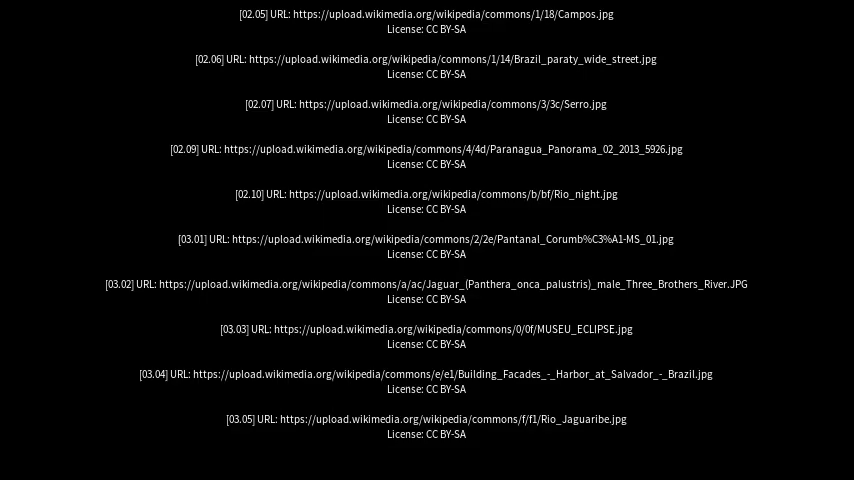 [02.05] URL: https://upload.wikimedia.org/wikipedia/commons/1/18/Campos.jpg
License: CC BY-SA
[02.06] URL: https://upload.wikimedia.org/wikipedia/commons/1/14/Brazil_paraty_wide_street.jpg
License: CC BY-SA
[02.07] URL: https://upload.wikimedia.org/wikipedia/commons/3/3c/Serro.jpg
License: CC BY-SA
[02.09] URL: https://upload.wikimedia.org/wikipedia/commons/4/4d/Paranagua_Panorama_02_2013_5926.jpg
License: CC BY-SA
[02.10] URL: https://upload.wikimedia.org/wikipedia/commons/b/bf/Rio_night.jpg
License: CC BY-SA
[03.01] URL: https://upload.wikimedia.org/wikipedia/commons/2/2e/Pantanal_Corumb%C3%A1-MS_01.jpg
License: CC BY-SA
[03.02] URL: https://upload.wikimedia.org/wikipedia/commons/a/ac/Jaguar_(Panthera_onca_palustris)_male_Three_Brothers_River.JPG
License: CC BY-SA
[03.03] URL: https://upload.wikimedia.org/wikipedia/commons/0/0f/MUSEU_ECLIPSE.jpg
License: CC BY-SA
[03.04] URL: https://upload.wikimedia.org/wikipedia/commons/e/e1/Building_Facades_-_Harbor_at_Salvador_-_Brazil.jpg
License: CC BY-SA
[03.05] URL: https://upload.wikimedia.org/wikipedia/commons/f/f1/Rio_Jaguaribe.jpg
License: CC BY-SA